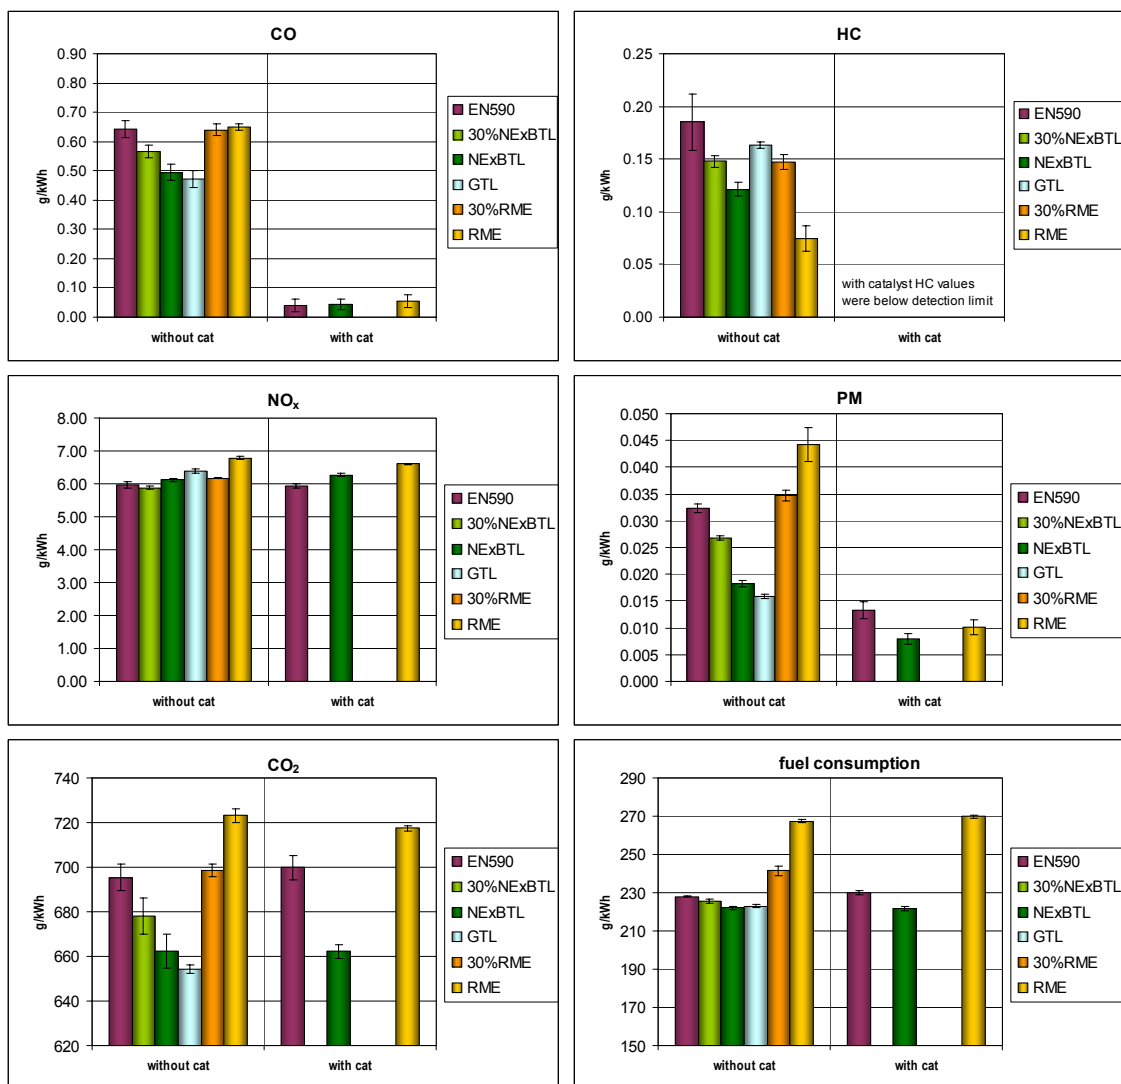 CO
0.90
0.80
0.70
0.60
0.50
0.40
0.30
0.20
0.10
0.00
g/kWh
without cat
with cat
EN590
30%NExBTL
NExBTL
GTL
30%RME
RME
HC
0.25
0.20
0.15
0.10
0.05
0.00
g/kWh
with catalyst HC values
were below detection limit
without cat
with cat
EN590
30%NExBTL
NExBTL
GTL
30%RME
RME
NOx
8.00
7.00
6.00
5.00
4.00
3.00
2.00
1.00
0.00
g/kWh
without cat
with cat
EN590
30%NExBTL
NExBTL
GTL
30%RME
RME
PM
0.050
0.045
0.040
0.035
0.030
0.025
0.020
0.015
0.010
0.005
0.000
g/kWh
without cat
with cat
EN590
30%NExBTL
NExBTL
GTL
30%RME
RME
CO2
740
720
700
680
660
640
620
g/kWh
without cat
with cat
EN590
30%NExBTL
NExBTL
GTL
30%RME
RME
fuel consumption
290
270
250
230
210
190
170
150
g/kWh
without cat
with cat
EN590
30%NExBTL
NExBTL
GTL
30%RME
RME